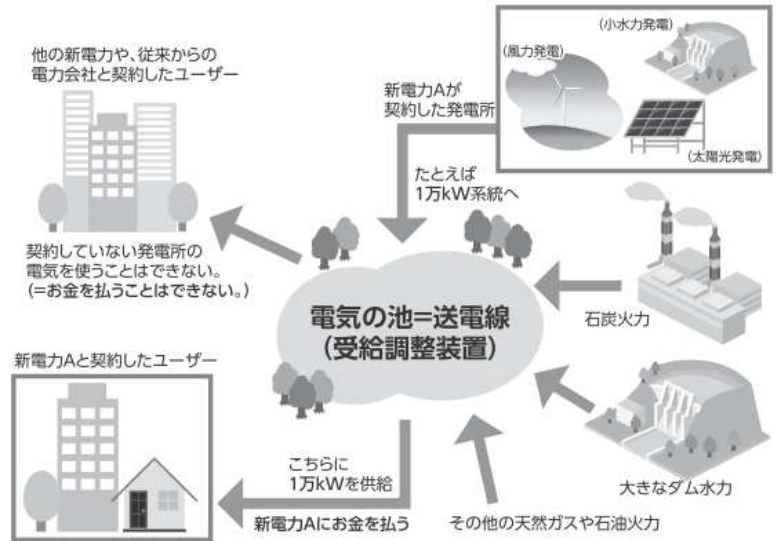 他の新電力や、従来からの
電力会社と契約したユーザー
新電力Aが
契約した発電所
(風力発電)
(小水力発電)
(太陽光発電)
たとえば
1万kW系統へ
契約していない発電所の
電気を使うことはできない。
(=お金を払うことはできない。)
電気の池=送電線
(受給調整装置)
石炭火力
新電力Aと契約したユーザー
こちらに
1万kWを供給
新電力Aにお金を払う
大きなダム水力
その他の天然ガスや石油火力